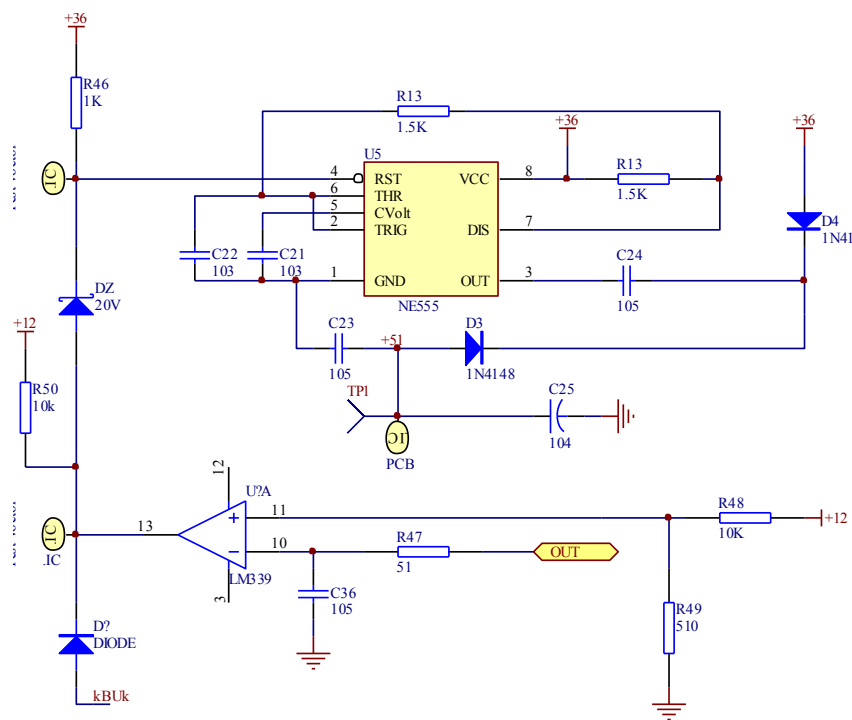 +36
R46
1K
R13
1.5K
+36
+36
U5
4
RST
VCC
8
R13
1.5K
6
THR
5
CVolt
2
TRIG
DIS
7
D4
1N41
C22
103
C21
103
C24
105
1
GND
OUT
3
NE555
DZ
20V
+12
C23
105
+51
D3
1N4148
R50
10k
TP1
C25
104
PCB
12
U?A
11
R48
10K
+12
13
10
R47
51
OUT
.IC
LM339
3
C36
105
R49
510
D?
DIODE
kBUk